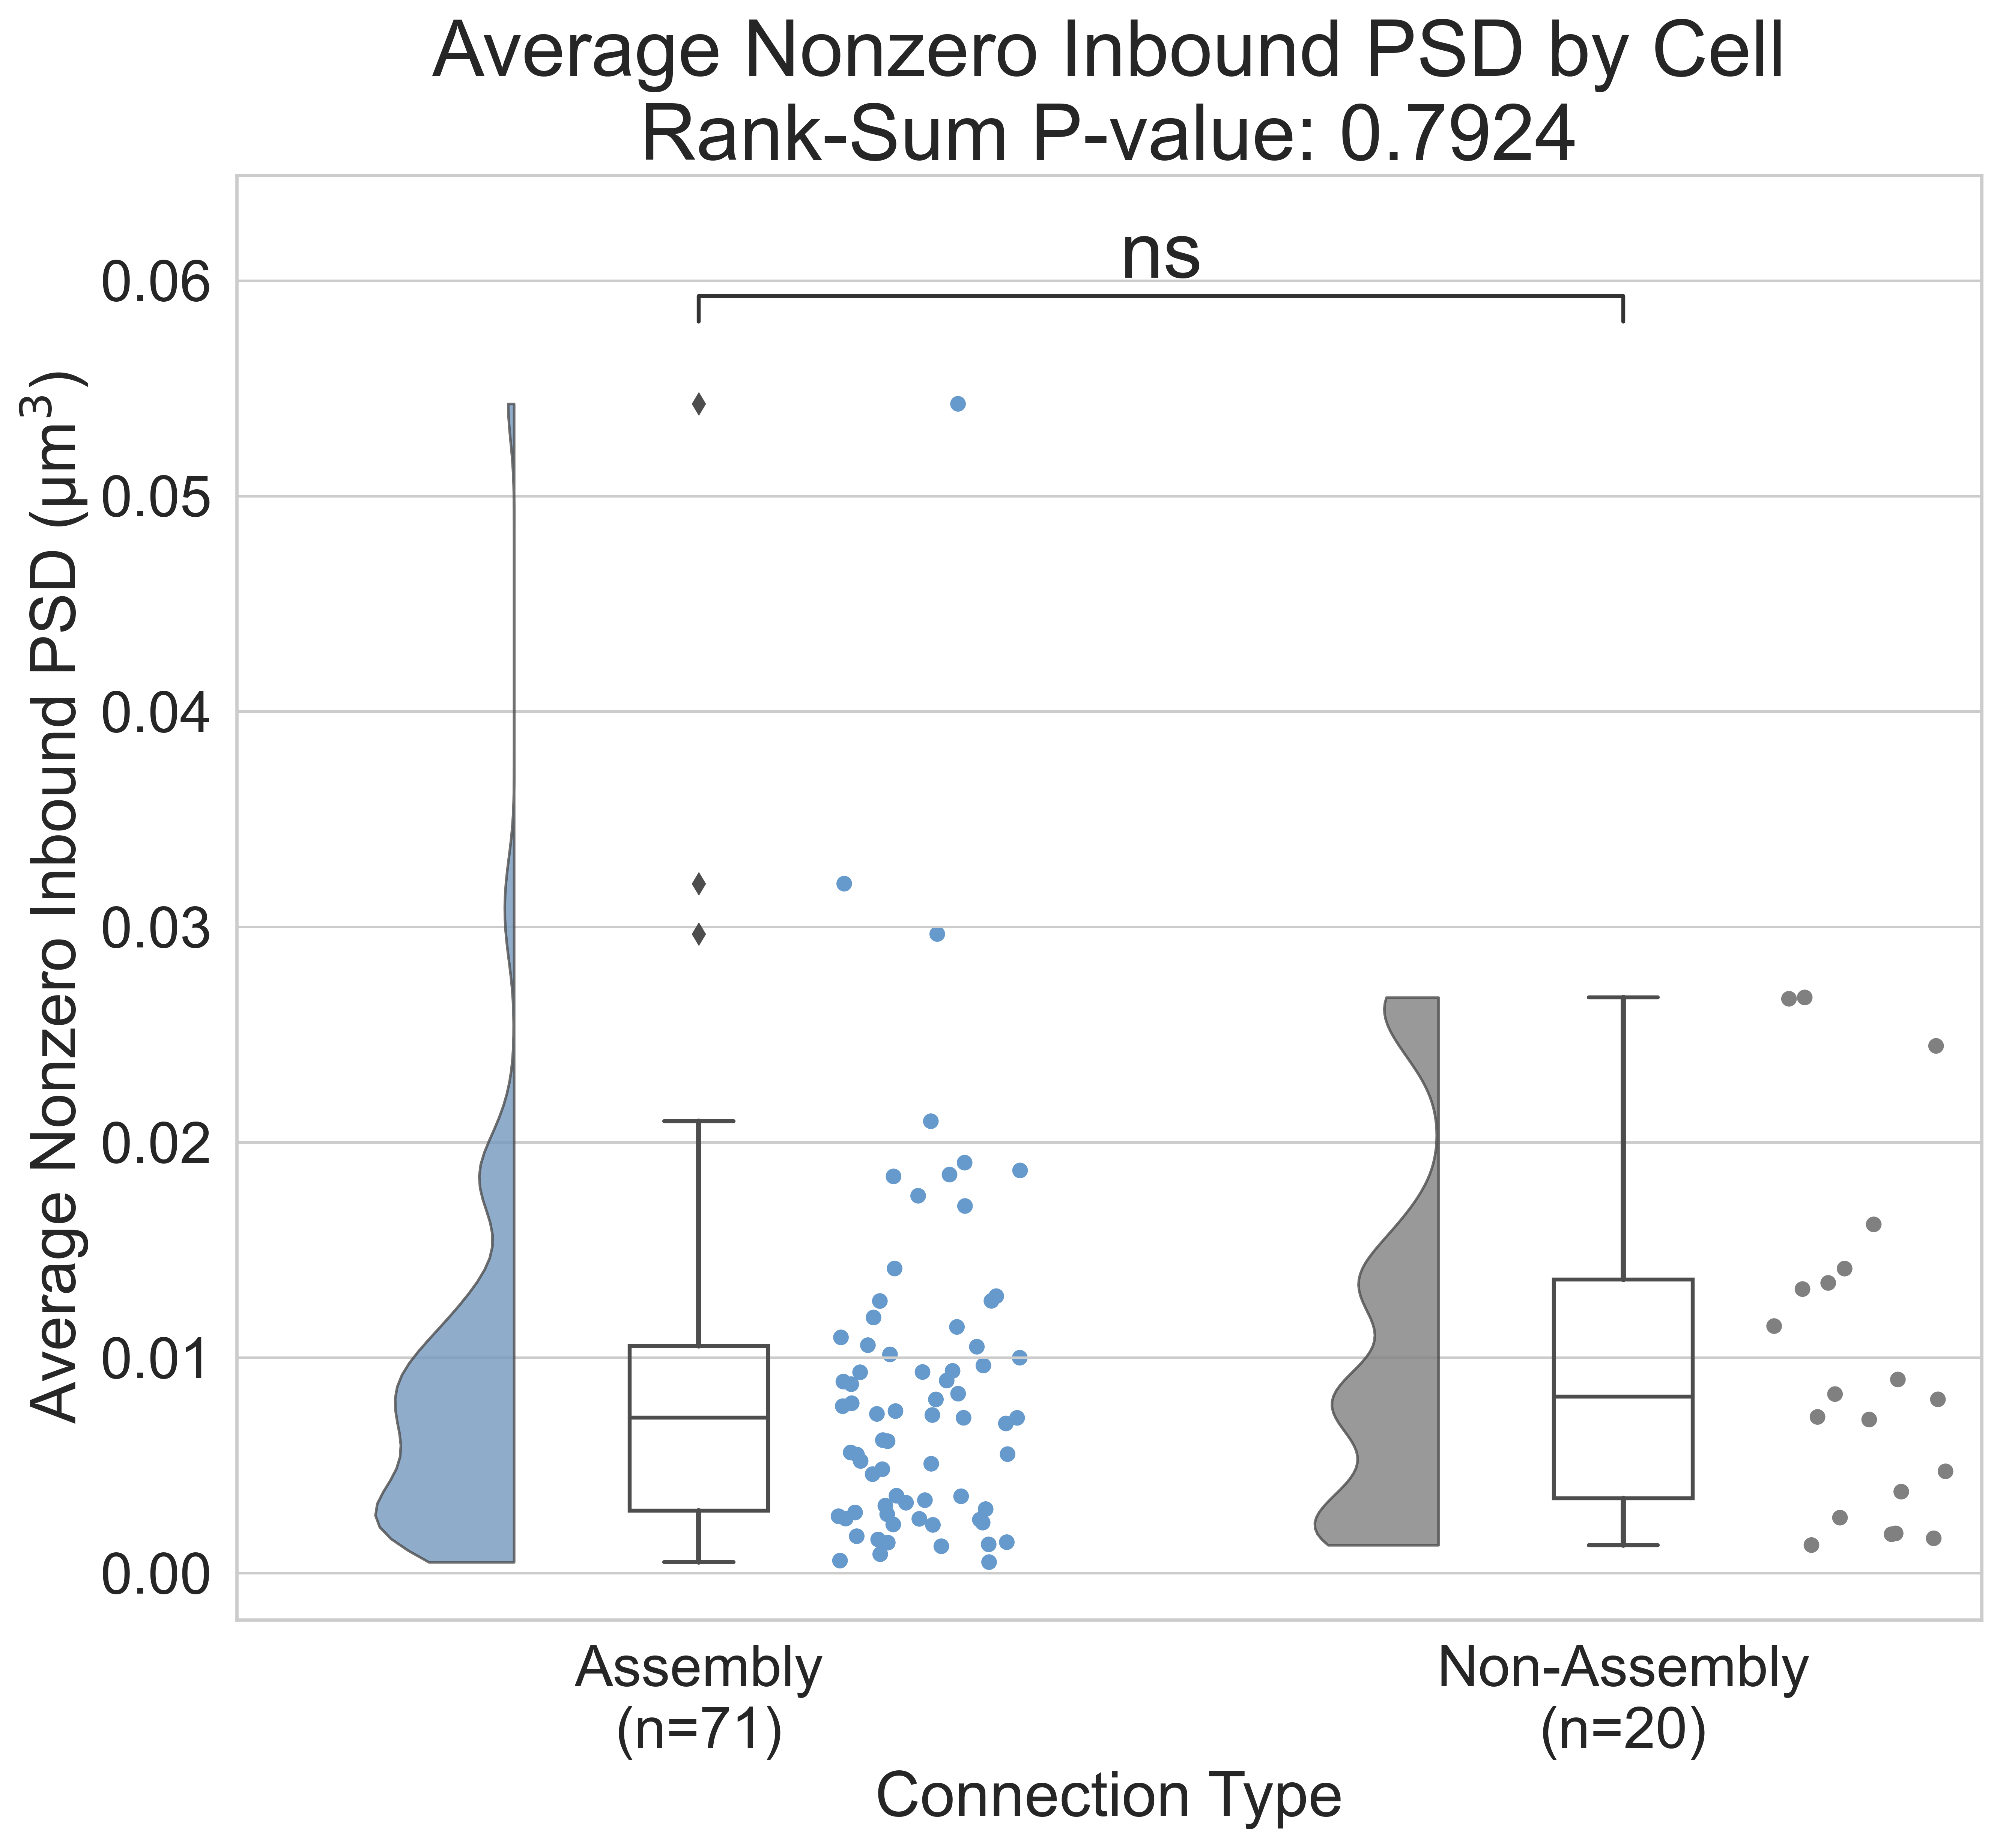 Average Nonzero Inbound PSD by Cell
Rank-Sum P-value: 0.7924
ns
Average Nonzero Inbound PSD (µm³)
0.06
0.05
0.04
0.03
0.02
0.01
0.00
Assembly
(n=71)
Non-Assembly
(n=20)
Connection Type